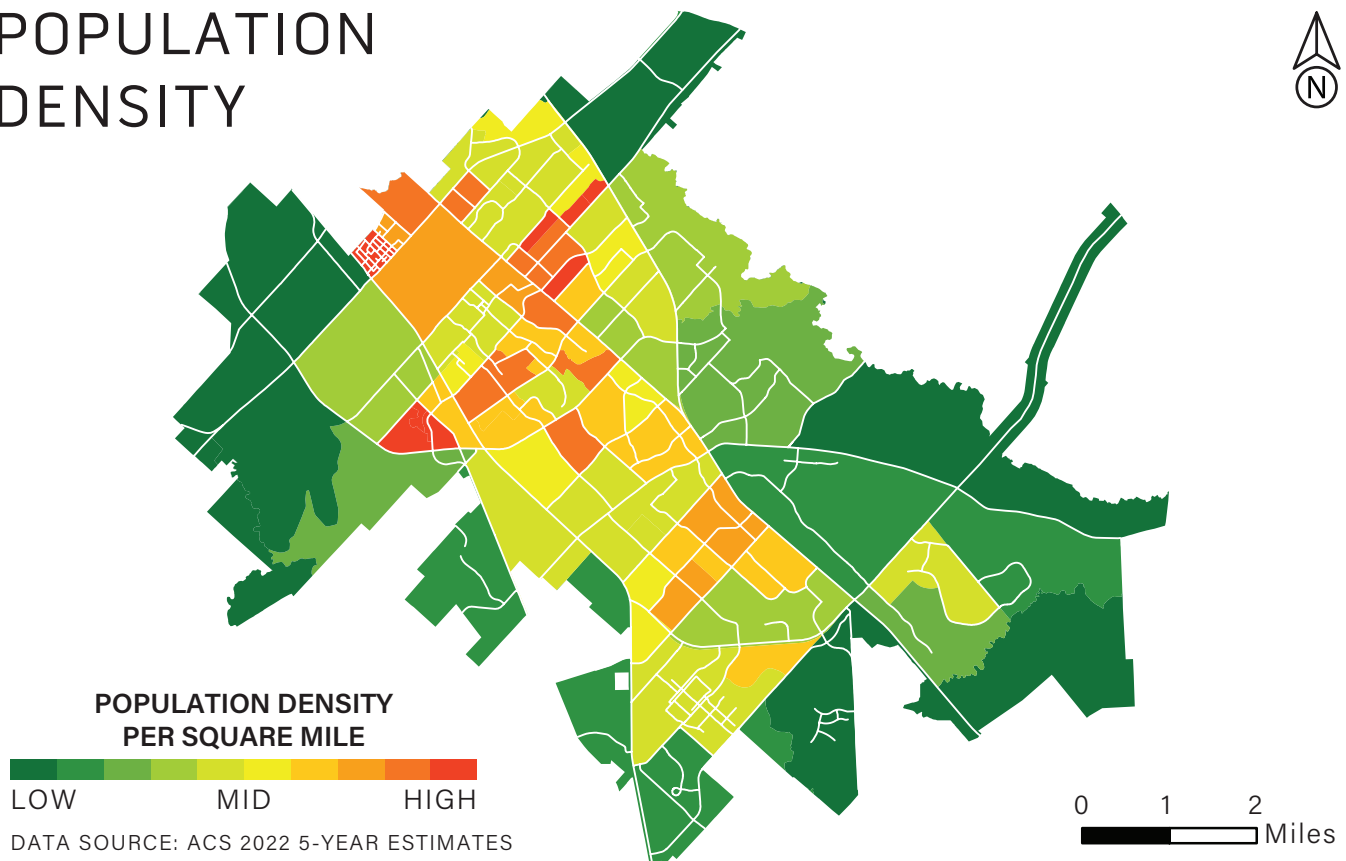 POPULATION
DENSITY
N
POPULATION DENSITY
PER SQUARE MILE
LOW MID HIGH
DATA SOURCE: ACS 2022 5-YEAR ESTIMATES
0 1 2
Miles